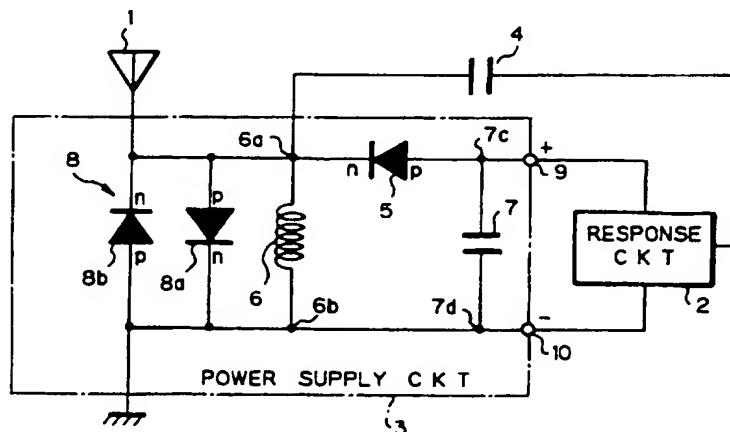 1
4
6a
7c
+
8
n
p
n
p
5
9
7
RESPONSE
CKT
p
n
8b
8a
6
2
6b
7d
-
10
POWER SUPPLY CKT
3